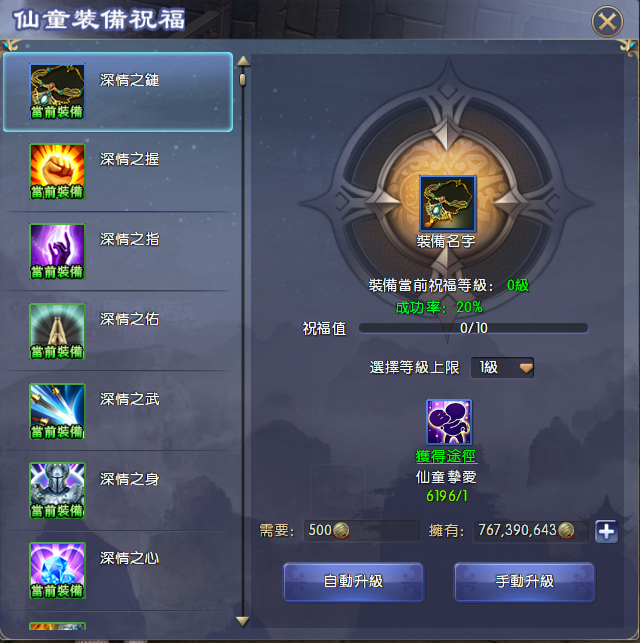 仙童裝備祝福
深情之鏈
當前裝備
深情之握
當前裝備
深情之指
當前裝備
深情之佑
當前裝備
深情之武
當前裝備
深情之身
當前裝備
深情之心
當前裝備
裝備名字
裝備當前祝福等級： 0級
成功率： 20%
祝福值 0/10
選擇等級上限 1級
獲得途徑
仙童摯愛
6196/1
需要： 500 擁有： 767,390,643
自動升級 手動升級